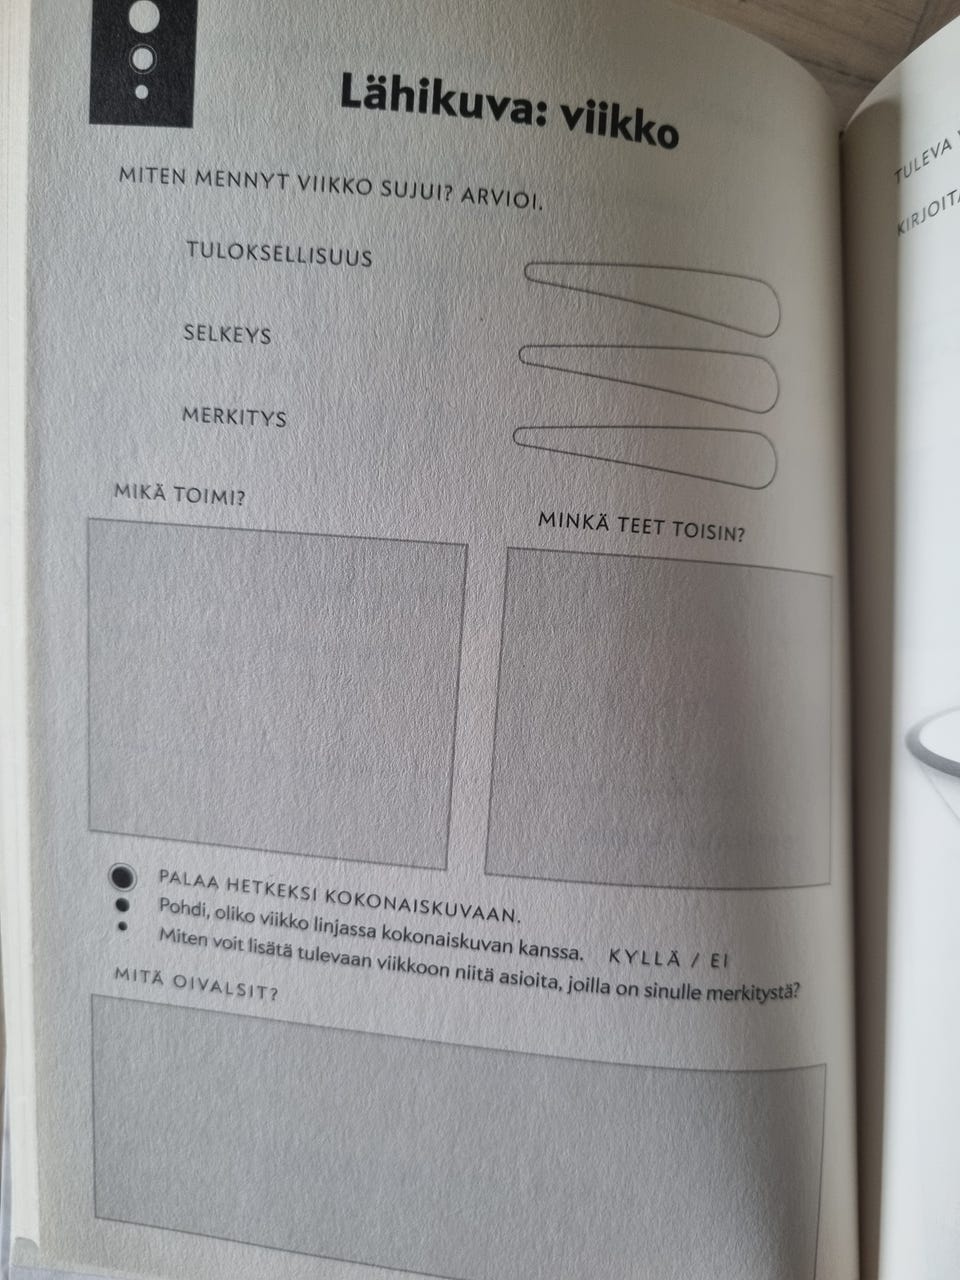 Lähikuva: viikko
MITEN MENNYT VIIKKO SUJUI? ARVIOI.
TULOKSELLISUUS
SELKEYS
MERKITYS
MIKÄ TOIMI?
MINKÄ TEET TOISIN?
PALAA HETKEKSI KOKONAISKUVAAN.
Pohdi, oliko viikko linjassa kokonaiskuvan kanssa. KYLLÄ / EI
Miten voit lisätä tulevaan viikkoon niitä asioita, joilla on sinulle merkitystä?
MITÄ OIVALSIT?
TULEVA